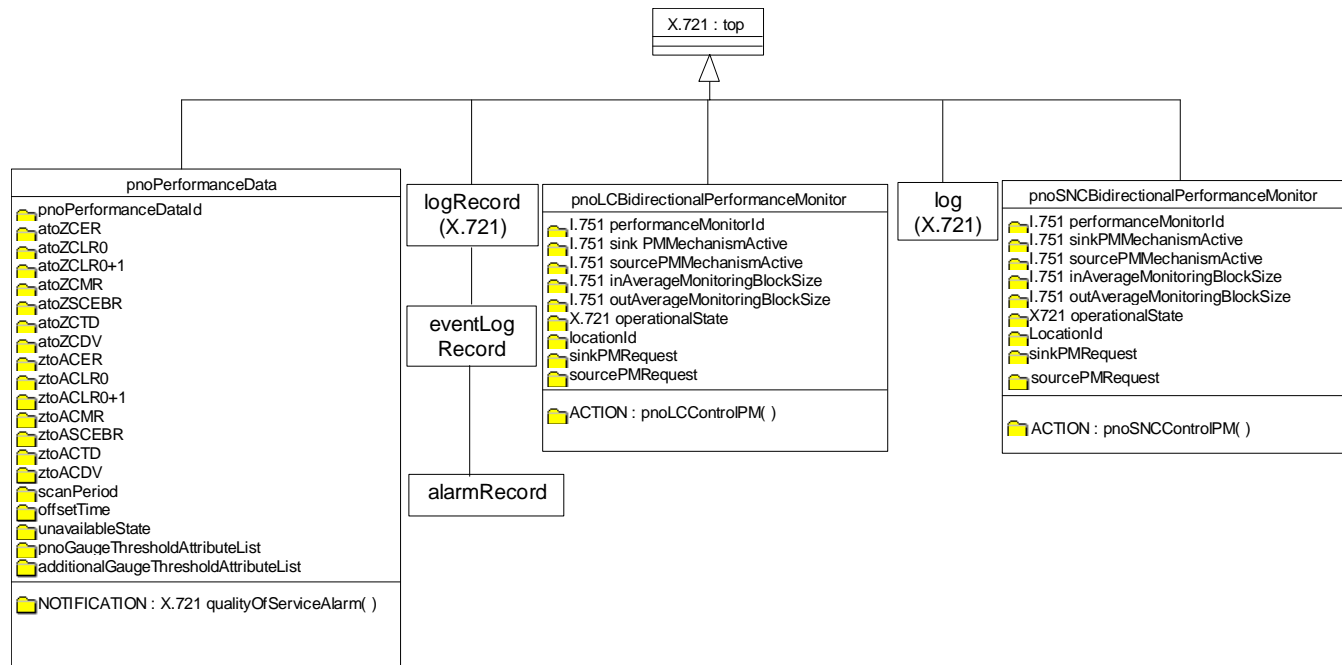 X.721 : top
pnoPerformanceData
pnoPerformanceDataId
atoZCER
atoZCLR0
atoZCLR0+1
atoZCMR
atoZSCEBR
atoZCTD
atoZCDV
ztoACER
ztoACLR0
ztoACLR0+1
ztoACMR
ztoASCEBR
ztoACTD
ztoACDV
scanPeriod
offsetTime
unavailableState
pnoGaugeThresholdAttributeList
additionalGaugeThresholdAttributeList
NOTIFICATION : X.721 qualityOfServiceAlarm( )
logRecord
(X.721)
eventLog
Record
alarmRecord
pnoLCBidirectionalPerformanceMonitor
I.751 performanceMonitorId
I.751 sink PMMechanismActive
I.751 sourcePMMechanismActive
I.751 inAverageMonitoringBlockSize
I.751 outAverageMonitoringBlockSize
X.721 operationalState
locationId
sinkPMRequest
sourcePMRequest
ACTION : pnoLCControlPM( )
log
(X.721)
pnoSNCBidirectionalPerformanceMonitor
I.751 performanceMonitorId
I.751 sinkPMMechanismActive
I.751 sourcePMMechanismActive
I.751 inAverageMonitoringBlockSize
I.751 outAverageMonitoringBlockSize
X721 operationalState
LocationId
sinkPMRequest
sourcePMRequest
ACTION : pnoSNCControlPM( )